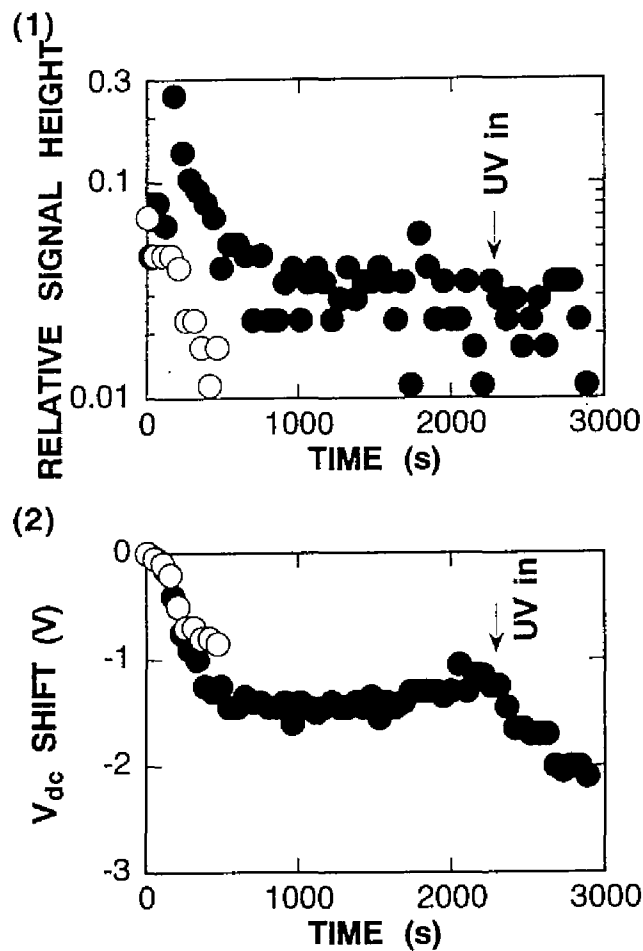 (1)
RELATIVE SIGNAL HEIGHT
0.3
0.1
0.01
UV in
0
1000
2000
3000
TIME (s)
(2)
Vdc SHIFT (V)
0
-1
-2
-3
UV in
0
1000
2000
3000
TIME (s)